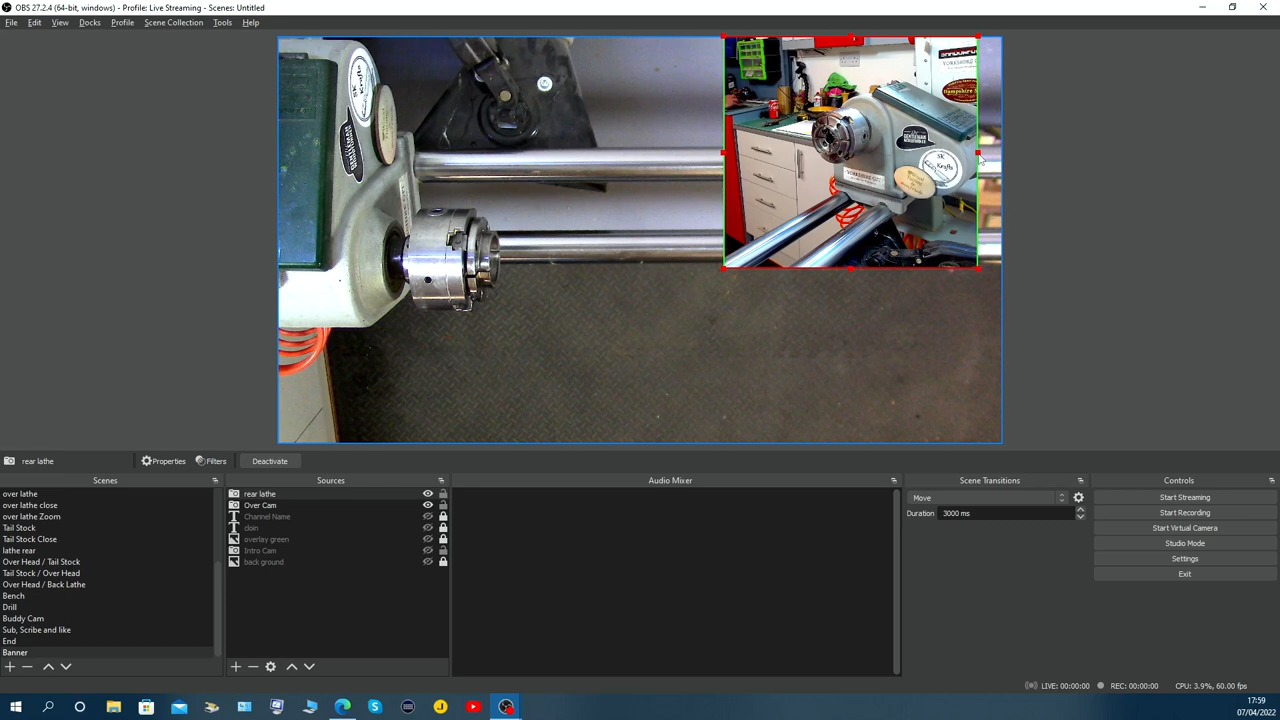 OBS 27.2.4 (64-bit, windows) - Profile: Live Streaming - Scenes: Untitled
File Edit View Docks Profile Scene Collection Tools Help
YORKSHIRE
Hampshire
SK
Krafts
YORKSHIRE
rear lathe
Properties
Filters
Deactivate
Scenes
over lathe
over lathe close
over lathe Zoom
Tail Stock
Tail Stock Close
lathe rear
Over Head / Tail Stock
Tail Stock / Over Head
Over Head / Back Lathe
Bench
Drill
Buddy Cam
Sub, Scribe and like
End
Banner
Sources
rear lathe
Over Cam
Channel Name
cloin
overlay green
Intro Cam
back ground
Audio Mixer
Scene Transitions
Move
Duration 3000 ms
Controls
Start Streaming
Start Recording
Start Virtual Camera
Studio Mode
Settings
Exit
LIVE: 00:00:00 REC: 00:00:00 CPU: 3.9%, 60.00 fps
17:59
07/04/2022